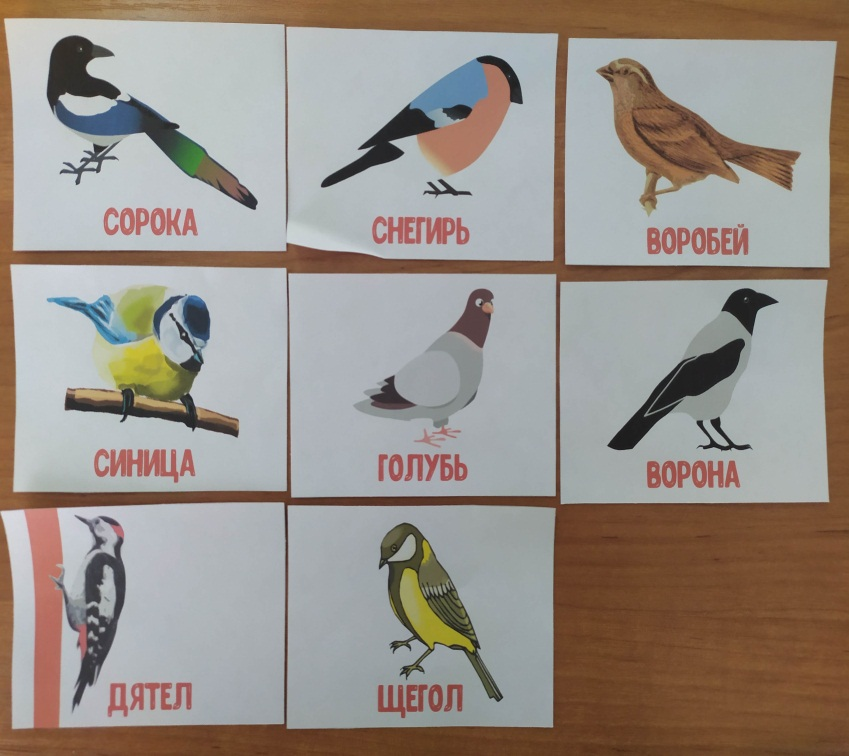 СОРОКА
СНЕГИРЬ
ВОРОБЕЙ
СИНИЦА
ГОЛУБЬ
ВОРОНА
ДЯТЕЛ
ЩЕГОЛ